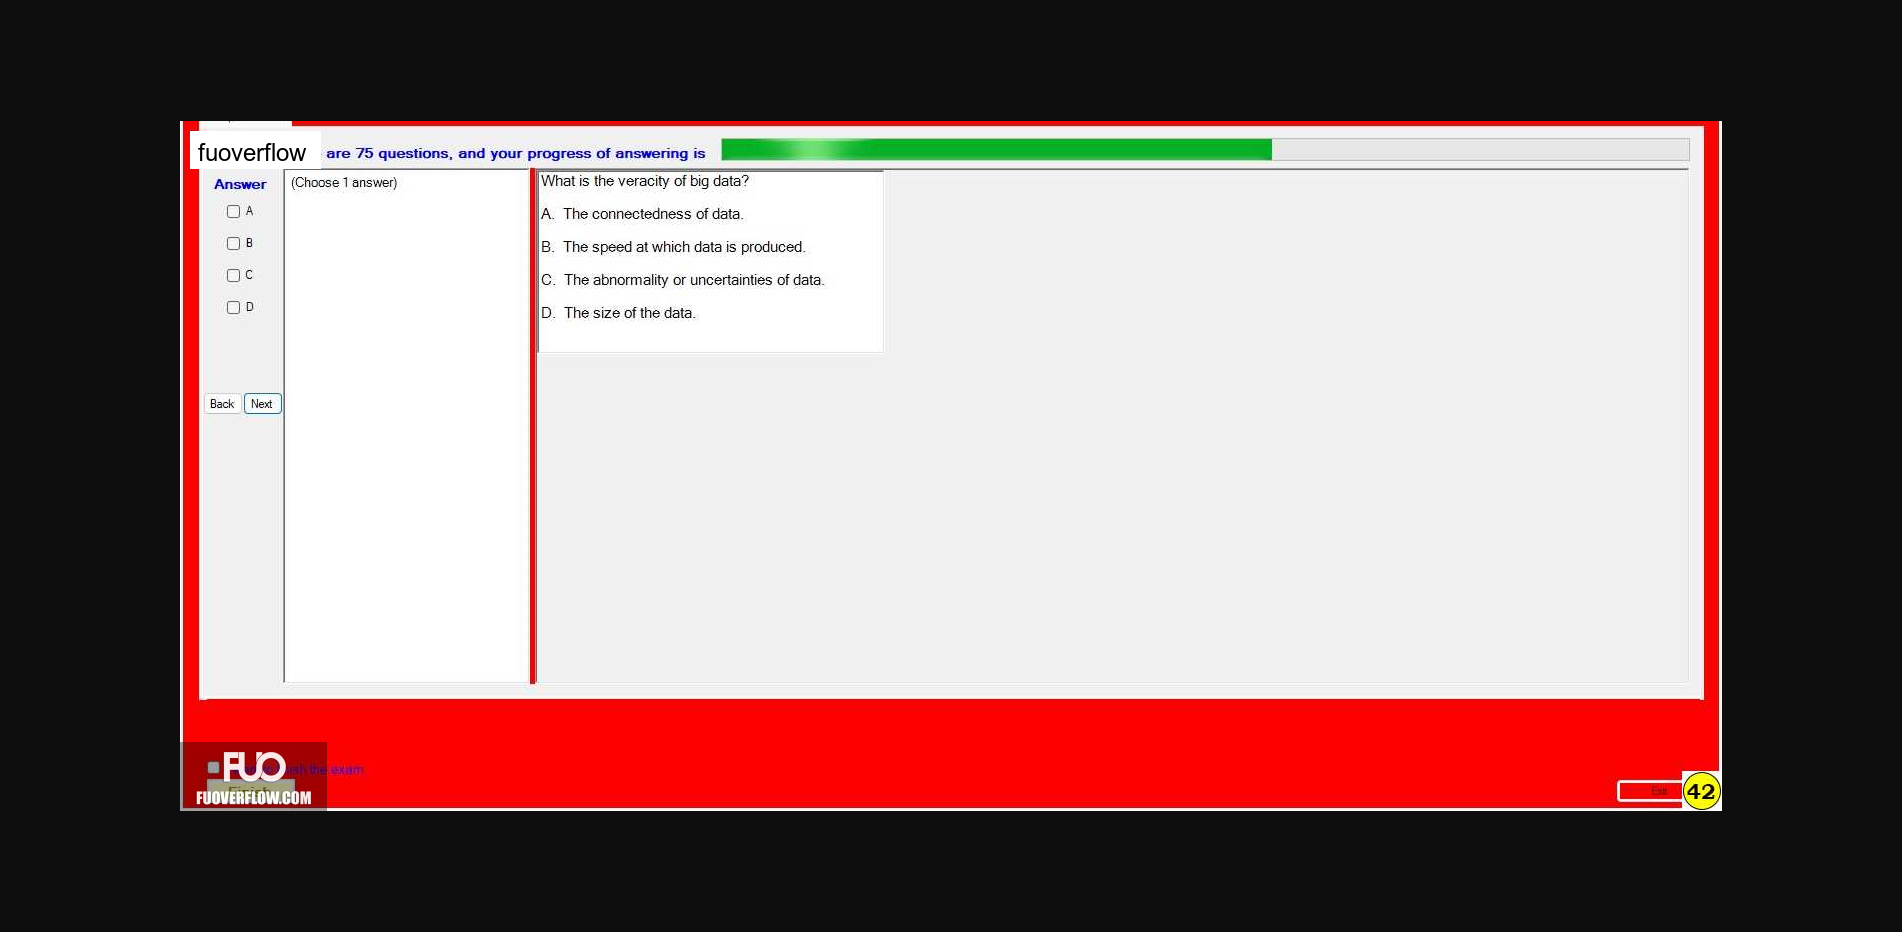 fuoverflow are 75 questions, and your progress of answering is
Answer
(Choose 1 answer)
A
B
C
D
Back Next
What is the veracity of big data?
A. The connectedness of data.
B. The speed at which data is produced.
C. The abnormality or uncertainties of data.
D. The size of the data.
FUO
the exam
Finish
FUOVERFLOW.COM
Exit
42